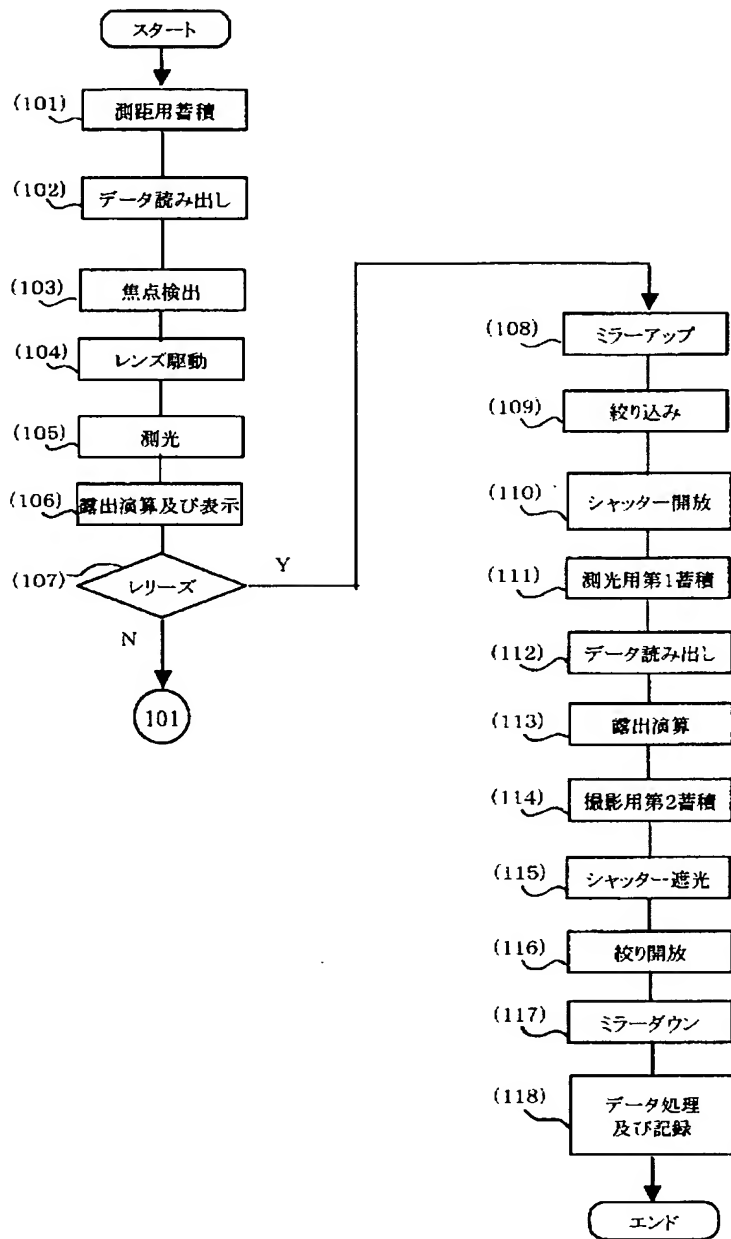 スタート
(101)
測距用蓄積
(102)
データ読み出し
(103)
焦点検出
(104)
レンズ駆動
(105)
測光
(106)
露出演算及び表示
(107)
レリーズ
Y
N
101
(108)
ミラーアップ
(109)
絞り込み
(110)
シャッター開放
(111)
測光用第1蓄積
(112)
データ読み出し
(113)
露出演算
(114)
撮影用第2蓄積
(115)
シャッター遮光
(116)
絞り開放
(117)
ミラーダウン
(118)
データ処理
及び記録
エンド